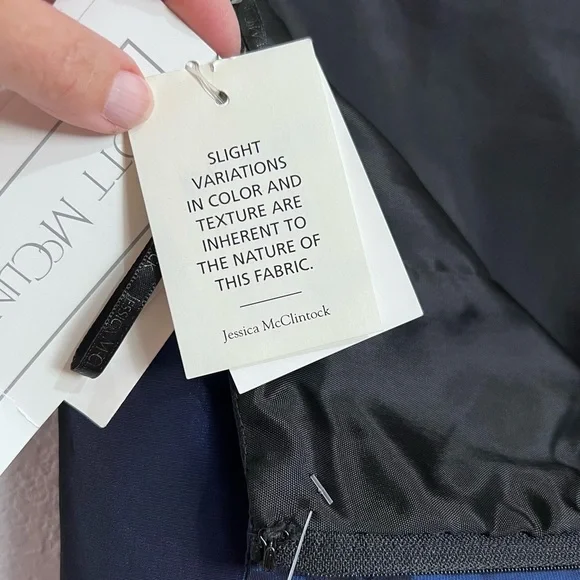 SLIGHT
VARIATIONS
IN COLOR AND
TEXTURE ARE
INHERENT TO
THE NATURE OF
THIS FABRIC.
Jessica McClintock